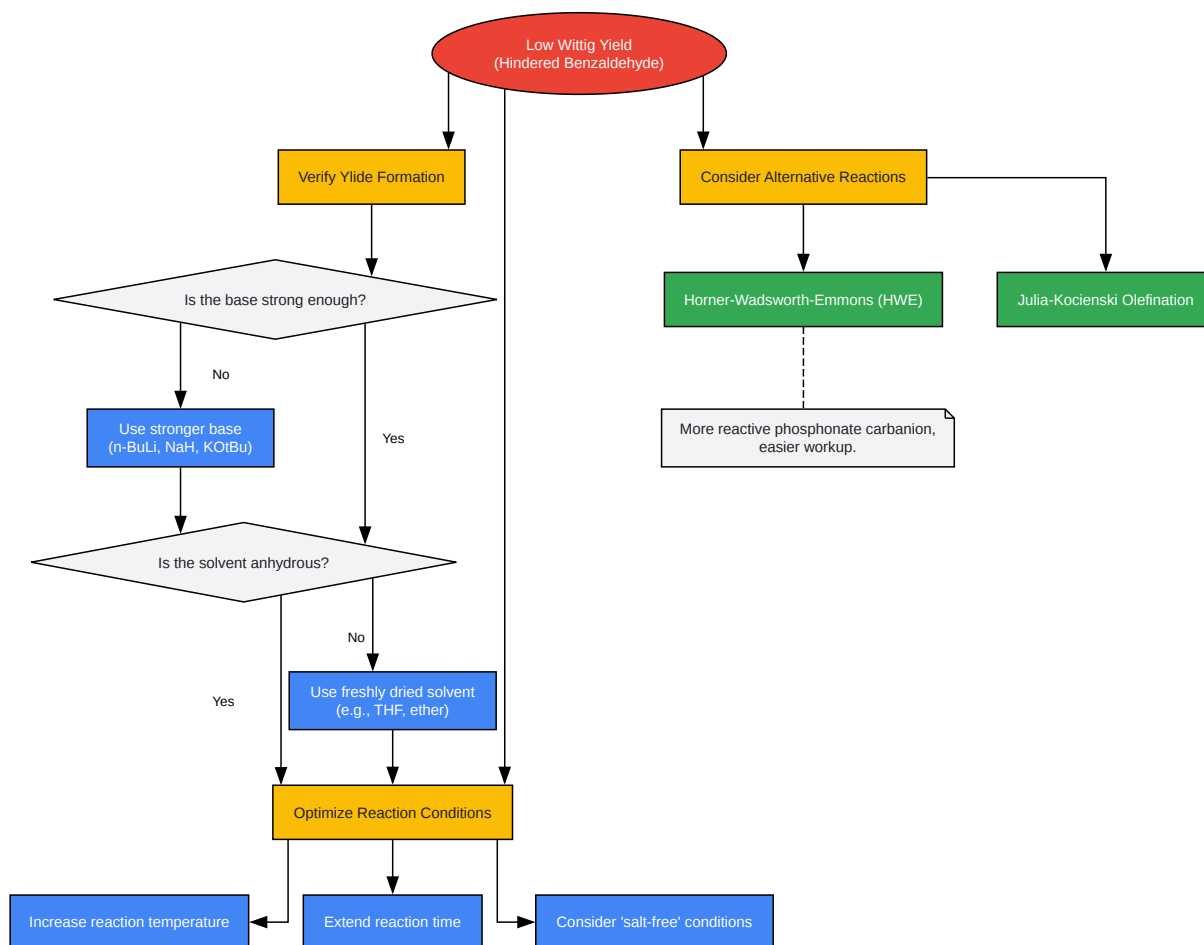 Low Wittig Yield
(Hindered Benzaldehyde)
Verify Ylide Formation
Consider Alternative Reactions
Is the base strong enough?
Horner-Wadsworth-Emmons (HWE)
Julia-Kocienski Olefination
No
Use stronger base
(n-BuLi, NaH, KOtBu)
Yes
More reactive phosphonate carbanion,
easier workup.
Is the solvent anhydrous?
No
Yes
Use freshly dried solvent
(e.g., THF, ether)
Optimize Reaction Conditions
Increase reaction temperature
Extend reaction time
Consider 'salt-free' conditions